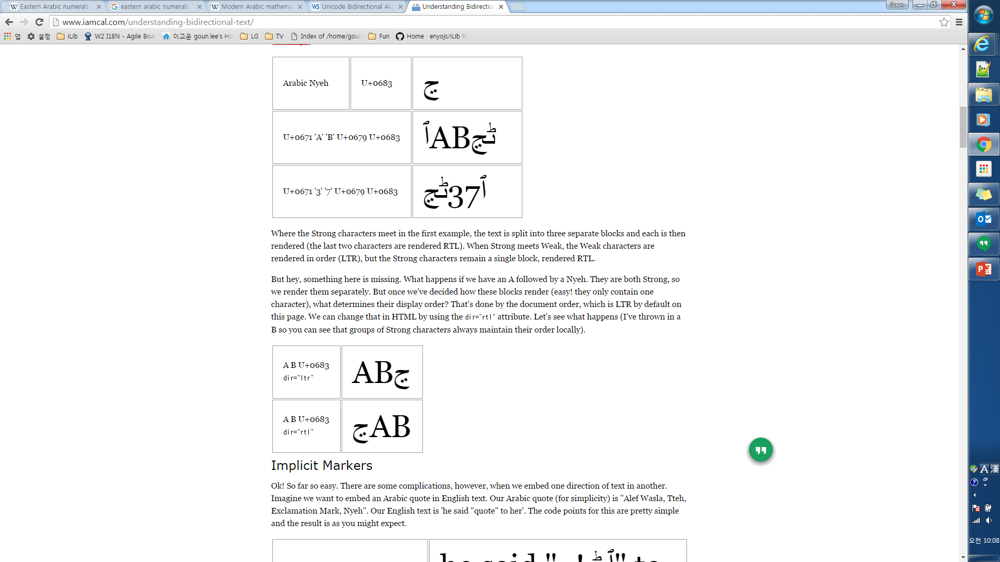 Eastern Arabic numerals
eastern arabic numerals -
Modern Arabic mathema
Unicode Bidirectional Alg
Understanding Bidirectio
Goun
www.iamcal.com/understanding-bidirectional-text/
앱
설정
iLib
W2 I18N - Agile Boa
이고운 goun.lee's Ho
LG
TV
Index of /home/gour
Fun
Home · enyojs/iLib W
Arabic Nyeh
U+0683
ڃ
U+0671 'A' 'B' U+0679 U+0683
ٱABٹڃ
U+0671 '3' '7' U+0679 U+0683
ٱ37ٹڃ
Where the Strong characters meet in the first example, the text is split into three separate blocks and each is then
rendered (the last two characters are rendered RTL). When Strong meets Weak, the Weak characters are
rendered in order (LTR), but the Strong characters remain a single block, rendered RTL.
But hey, something here is missing. What happens if we have an A followed by a Nyeh. They are both Strong, so
we render them separately. But once we've decided how these blocks render (easy! they only contain one
character), what determines their display order? That's done by the document order, which is LTR by default on
this page. We can change that in HTML by using the dir="rtl" attribute. Let's see what happens (I've thrown in a
B so you can see that groups of Strong characters always maintain their order locally).
A B U+0683
dir="ltr"
ABڃ
A B U+0683
dir="rtl"
ABڃ
Implicit Markers
Ok! So far so easy. There are some complications, however, when we embed one direction of text in another.
Imagine we want to embed an Arabic quote in English text. Our Arabic quote (for simplicity) is "Alef Wasla, Tteh,
Exclamation Mark, Nyeh". Our English text is 'he said "quote" to her'. The code points for this are pretty simple
and the result is as you might expect.
he said "ٱٹ!ڃ" to
A 漢
오전 10:08